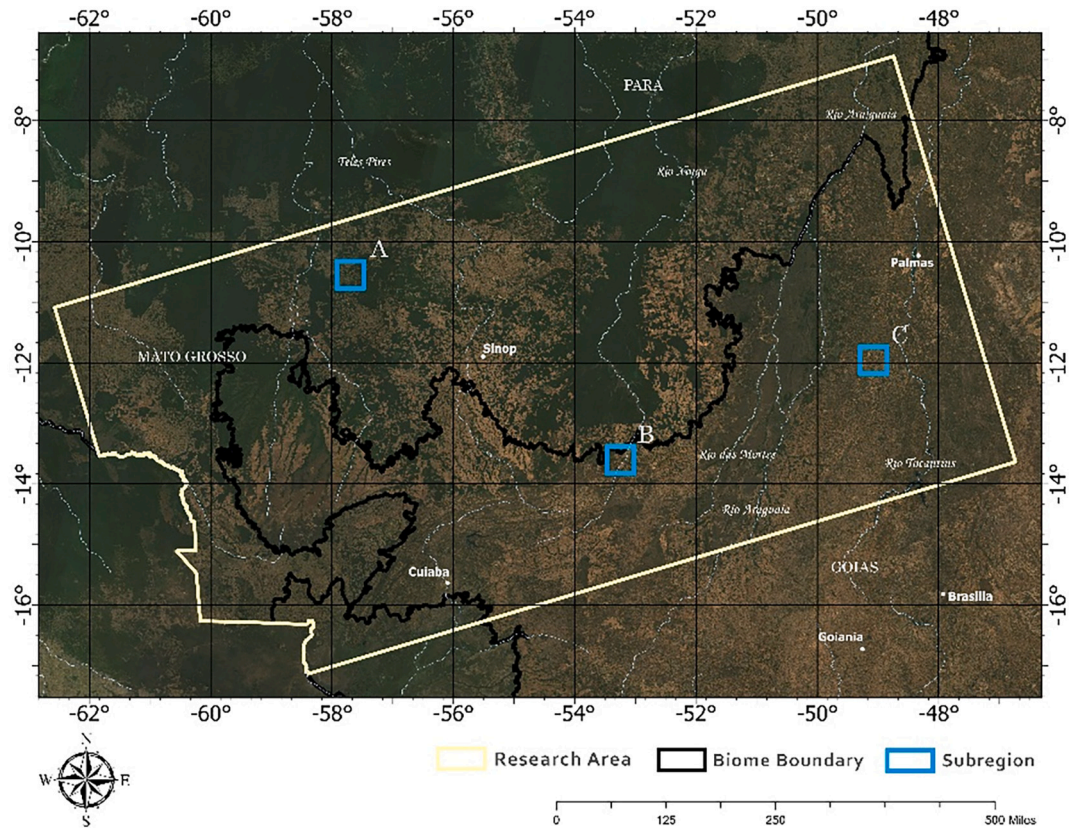 -62° -60° -58° -56° -54° -52° -50° -48°
PARA
-8° Rio Araguaia -8°
Teles Pires
Rio Xingu
-10° A -10°
Palmas
C
Sinop
MATO GROSSO
-12° -12°
B
Rio das Mortes
Rio Tocantins
-14° -14°
Rio Araguaia
GOIAS
Cuiaba
Brasilia
-16° -16°
Goiania
-62° -60° -58° -56° -54° -52° -50° -48°
N
W E
S
Research Area Biome Boundary Subregion
0 125 250 500 Milos